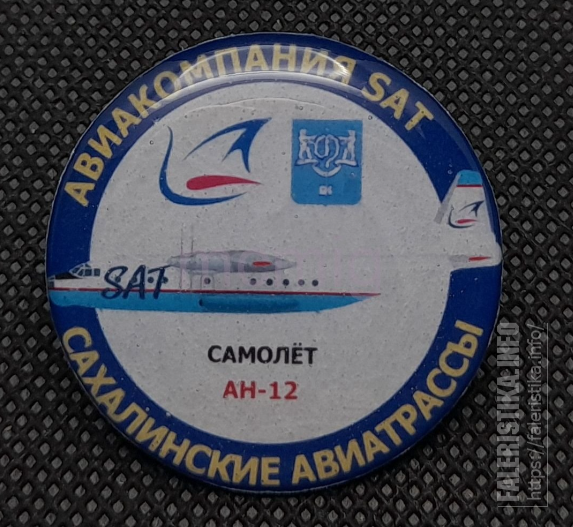 АВИАКОМПАНИЯ SAT
SAT
САМОЛЁТ
АН-12
САХАЛИНСКИЕ АВИАТРАССЫ
FALERISTIKA.INFO
https://faleristika.info/